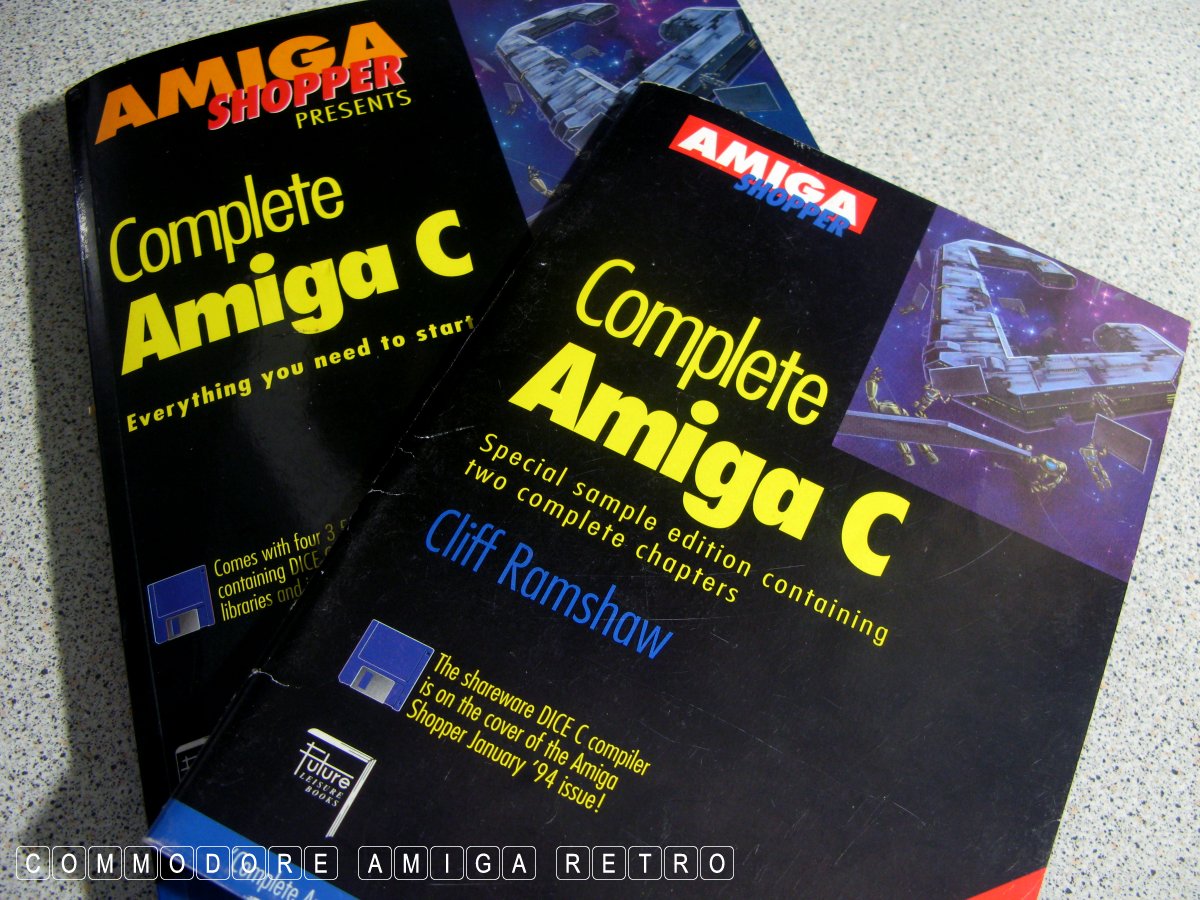 AMIGA
SHOPPER
PRESENTS
Complete
Amiga C
Everything you need to start
Comes with four 3.5
containing DICE
libraries and
AMIGA
SHOPPER
Complete
Amiga C
Special sample edition containing
two complete chapters
Cliff Ramshaw
The shareware DICE C compiler
is on the cover of the Amiga
Shopper January '94 issue!
Future
LEISURE
BOOKS
Complete
COMMODORE AMIGA RETRO